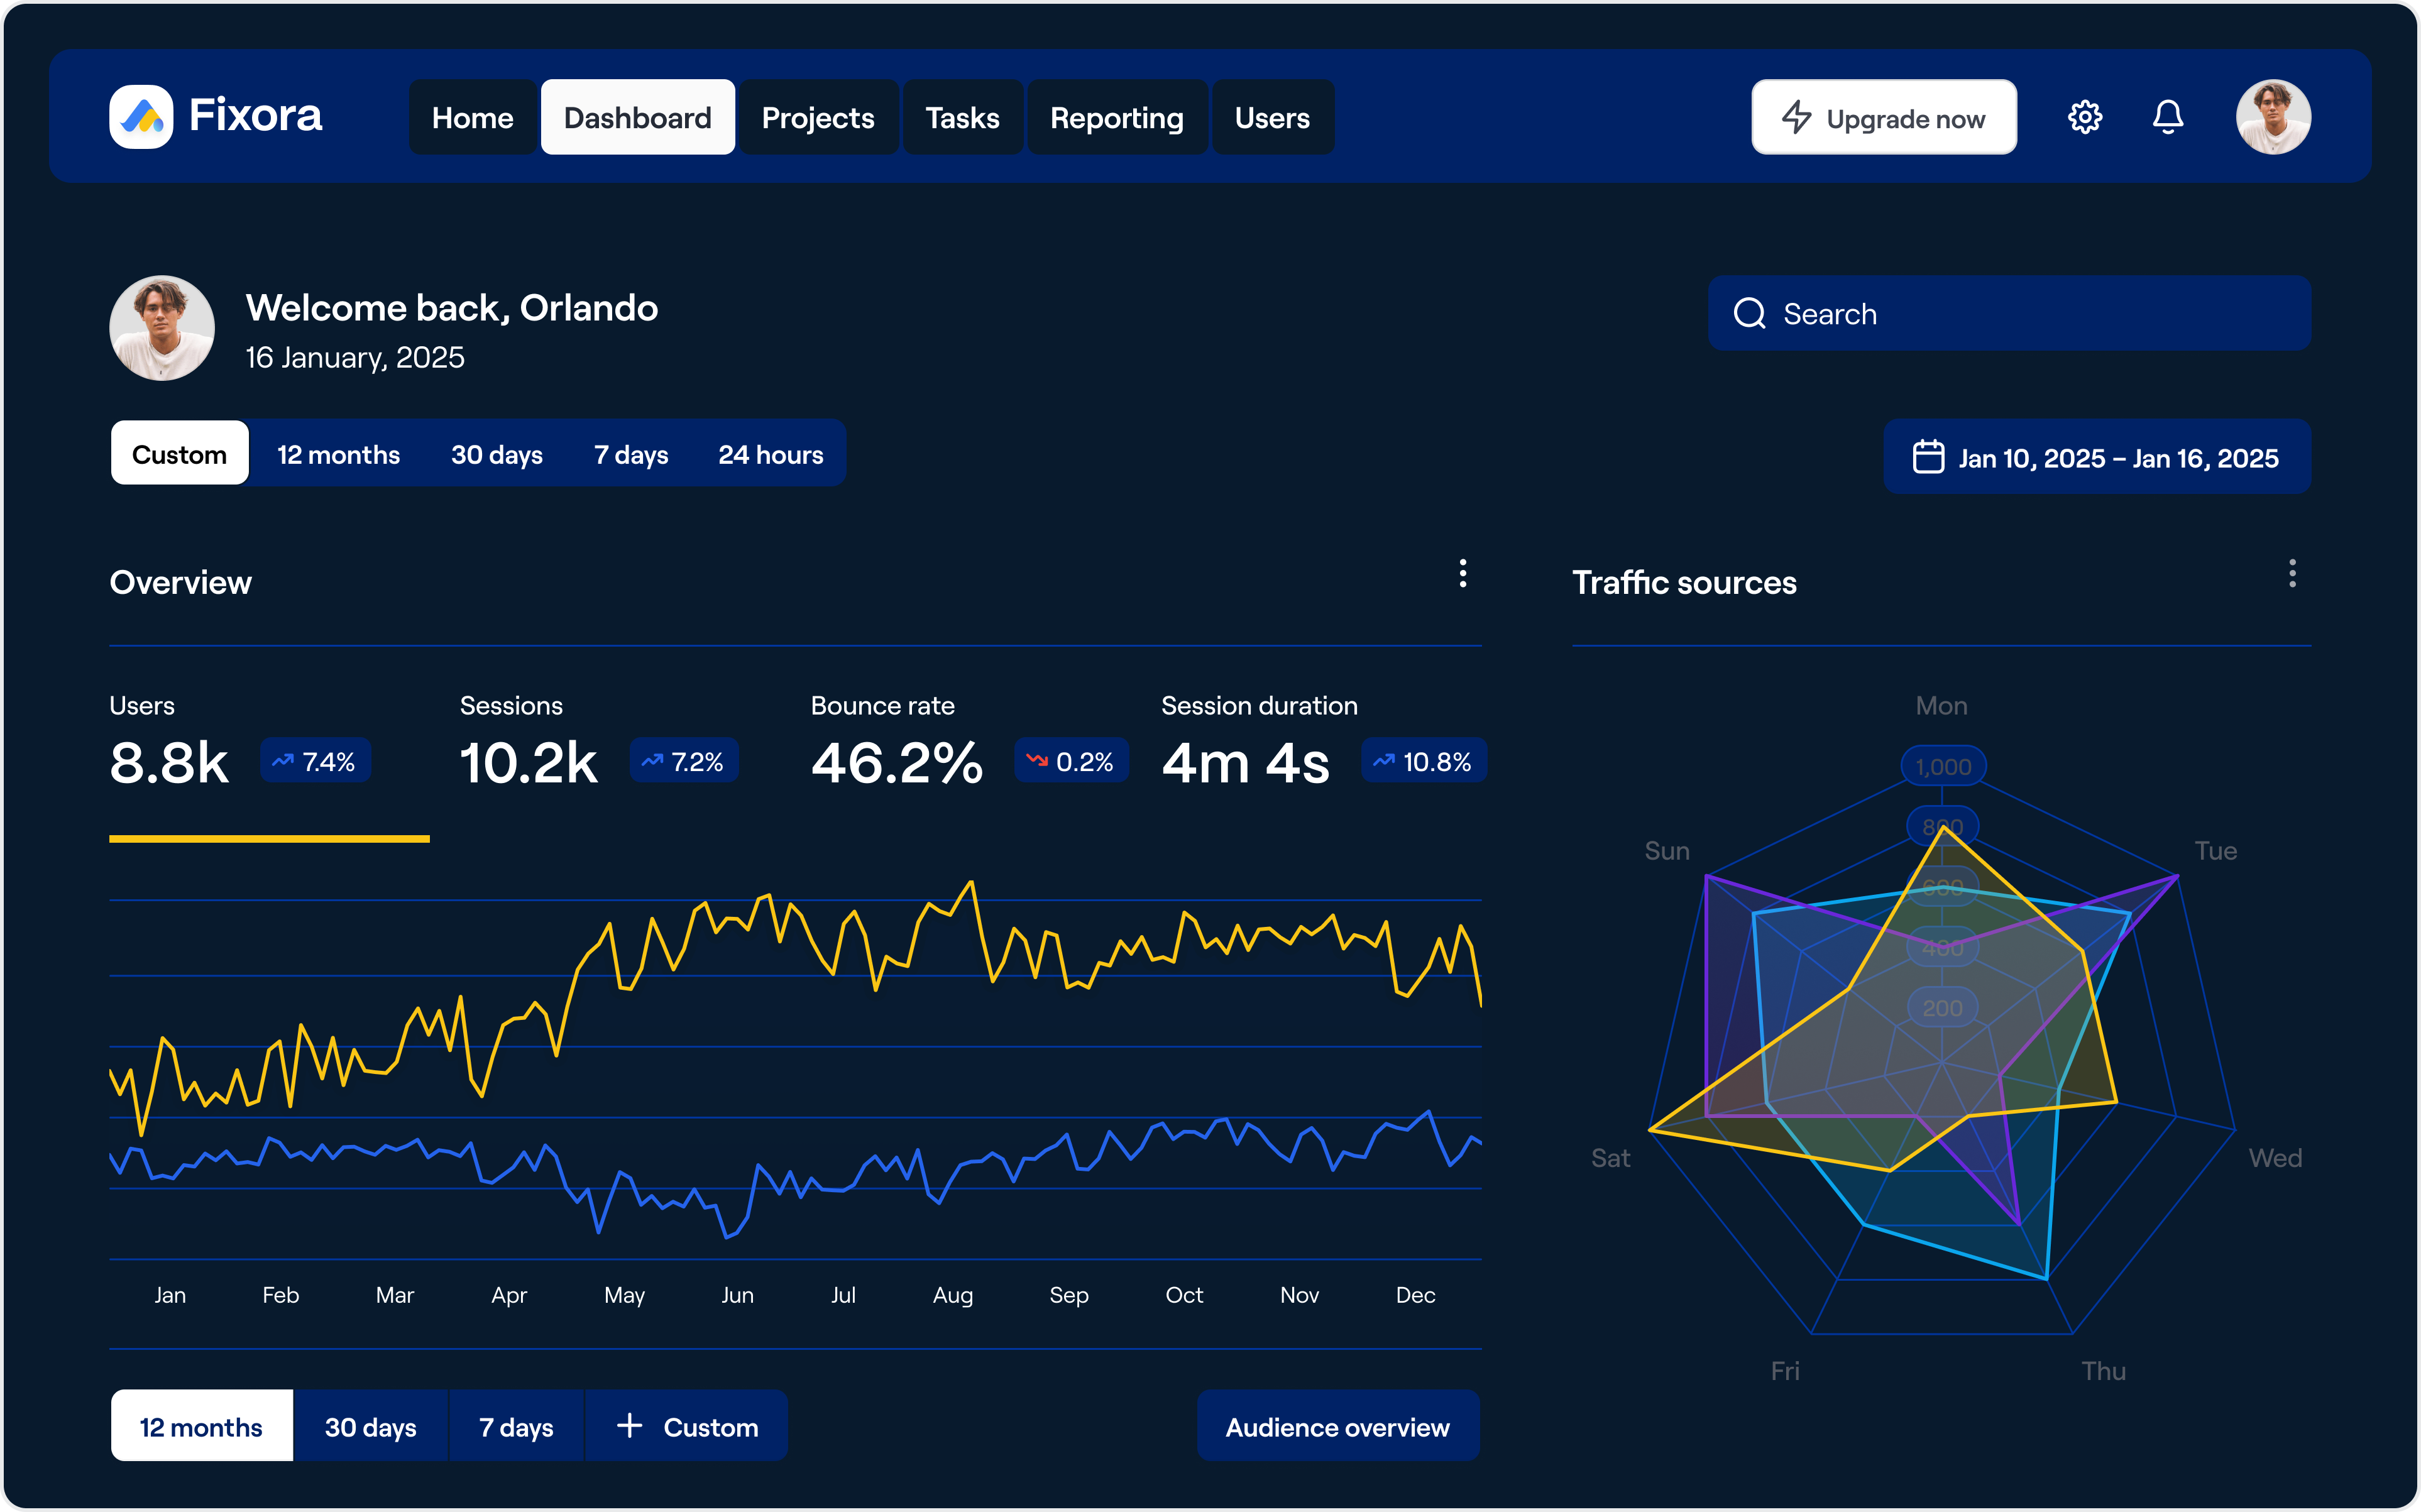 Fixora
Home
Dashboard
Projects
Tasks
Reporting
Users
Upgrade now
Welcome back, Orlando
16 January, 2025
Search
Custom
12 months
30 days
7 days
24 hours
Jan 10, 2025 – Jan 16, 2025
Overview
Users
8.8k
7.4%
Sessions
10.2k
7.2%
Bounce rate
46.2%
0.2%
Session duration
4m 4s
10.8%
Jan
Feb
Mar
Apr
May
Jun
Jul
Aug
Sep
Oct
Nov
Dec
12 months
30 days
7 days
Custom
Audience overview
Traffic sources
Mon
1,000
800
600
400
200
Sun
Tue
Sat
Wed
Fri
Thu